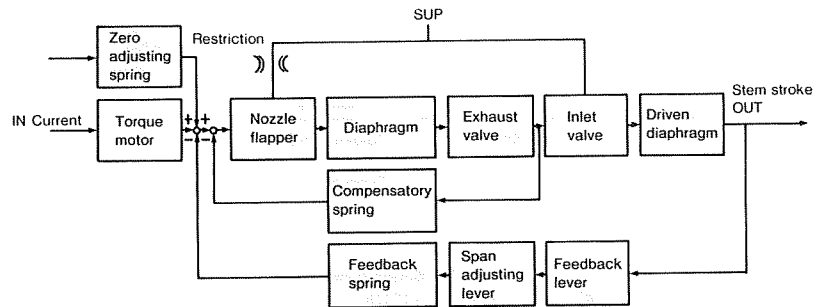 SUP
Zero
adjusting
spring
Restriction
IN Current
Torque
motor
+ +
− −
Nozzle
flapper
Diaphragm
Exhaust
valve
Inlet
valve
Driven
diaphragm
Stem stroke
OUT
Compensatory
spring
Feedback
spring
Span
adjusting
lever
Feedback
lever